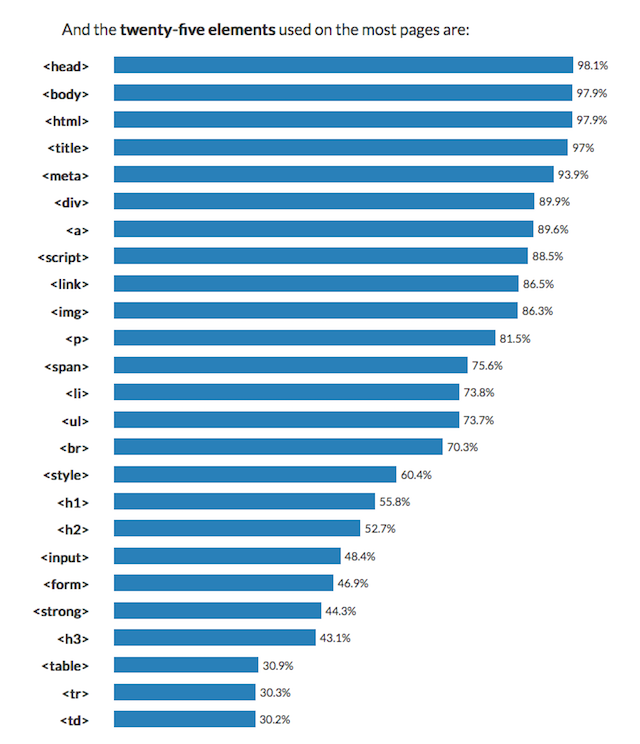 And the twenty-five elements used on the most pages are:
<head> 98.1%
<body> 97.9%
<html> 97.9%
<title> 97%
<meta> 93.9%
<div> 89.9%
<a> 89.6%
<script> 88.5%
<link> 86.5%
<img> 86.3%
<p> 81.5%
<span> 75.6%
<li> 73.8%
<ul> 73.7%
<br> 70.3%
<style> 60.4%
<h1> 55.8%
<h2> 52.7%
<input> 48.4%
<form> 46.9%
<strong> 44.3%
<h3> 43.1%
<table> 30.9%
<tr> 30.3%
<td> 30.2%